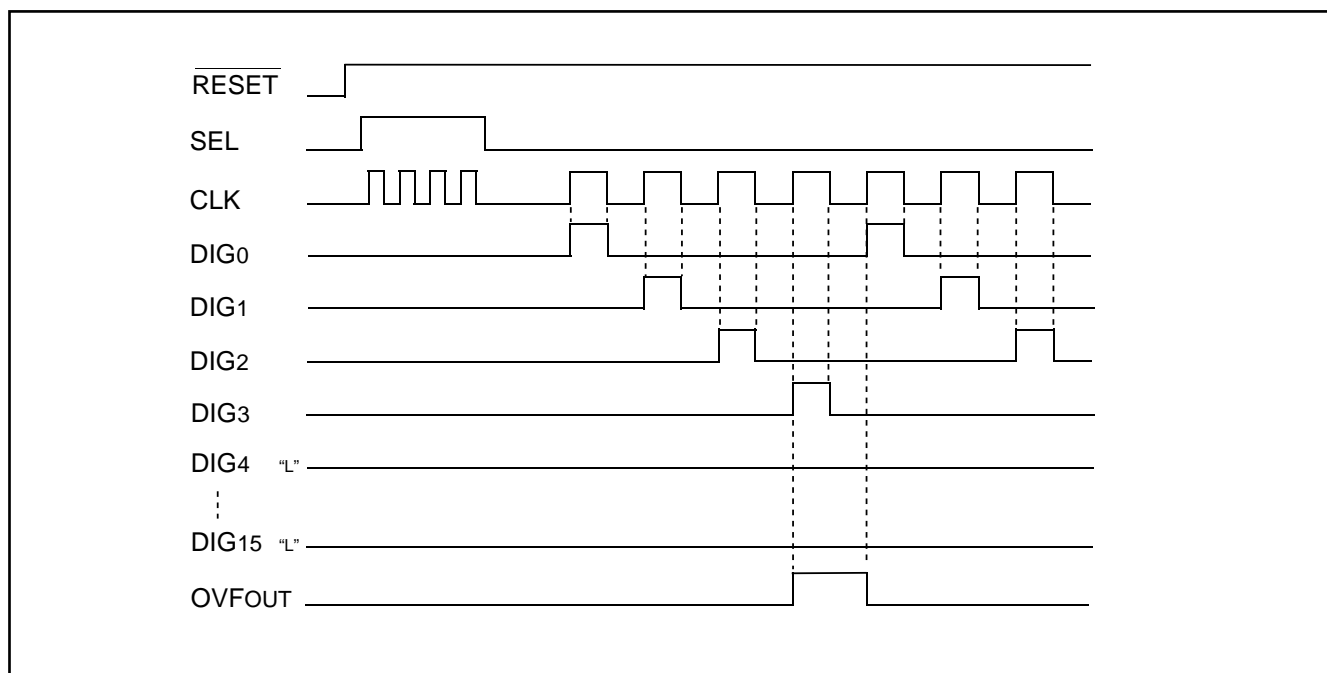 RESET
SEL
CLK
DIG0
DIG1
DIG2
DIG3
DIG4 “L”
DIG15 “L”
OVFOUT